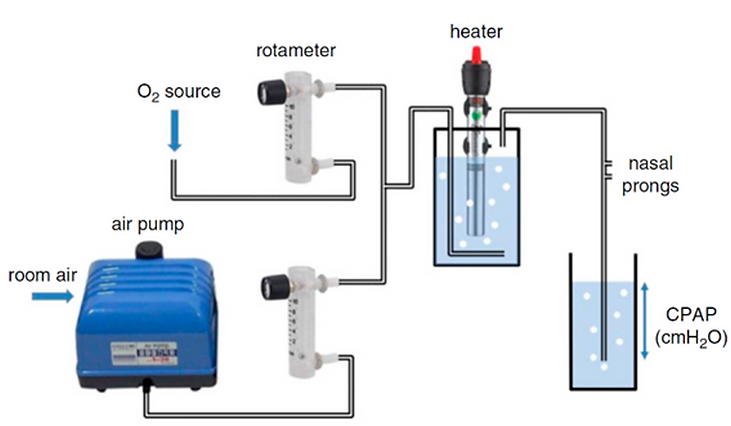 heater
rotameter
O₂ source
nasal
prongs
air pump
room air
CPAP
(cmH₂O)